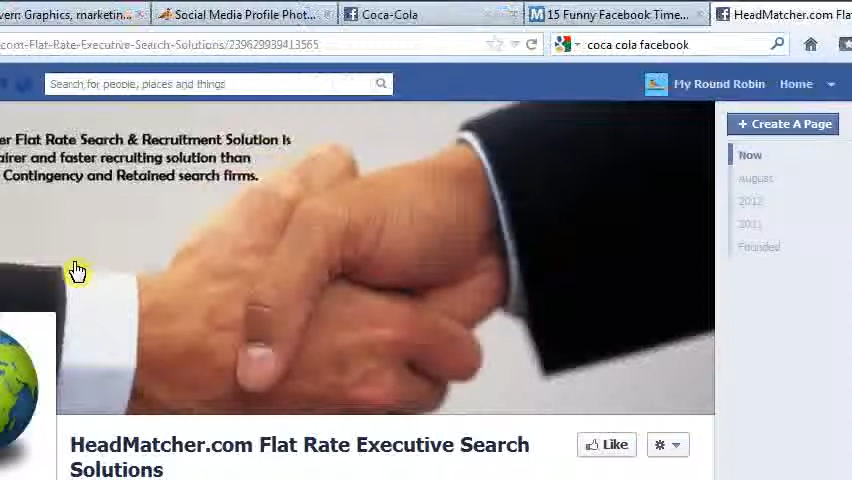 vern: Graphics, marketin...
Social Media Profile Phot...
Coca-Cola
15 Funny Facebook Time...
HeadMatcher.com Fla
com-Flat-Rate-Executive-Search-Solutions/239629939413565
coca cola facebook
Search for people, places and things
My Round Robin
Home
er Flat Rate Search & Recruitment Solution is
airer and faster recruiting solution than
Contingency and Retained search firms.
+ Create A Page
Now
August
2012
2011
Founded
HeadMatcher.com Flat Rate Executive Search
Solutions
Like